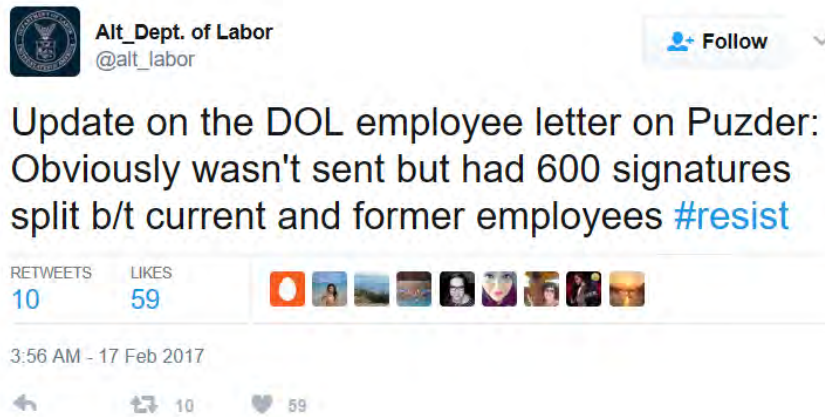 Alt_Dept. of Labor
@alt_labor
Follow
Update on the DOL employee letter on Puzder:
Obviously wasn't sent but had 600 signatures
split b/t current and former employees #resist
RETWEETS LIKES
10 59
3:56 AM - 17 Feb 2017
10 59